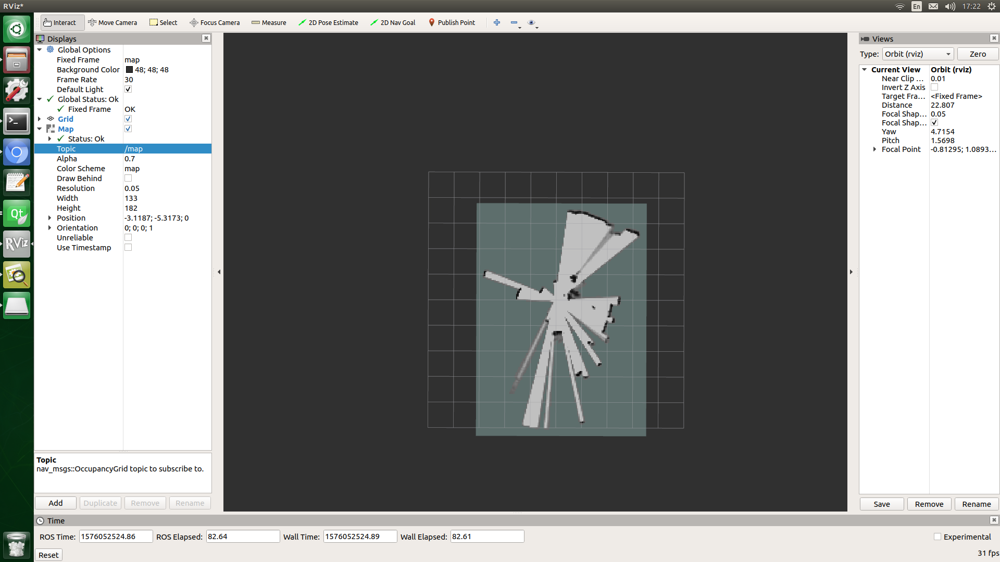 RViz*
En
17:22
Interact
Move Camera
Select
Focus Camera
Measure
2D Pose Estimate
2D Nav Goal
Publish Point
Displays
Global Options
Fixed Frame map
Background Color 48; 48; 48
Frame Rate 30
Default Light
Global Status: Ok
Fixed Frame OK
Grid
Map
Status: Ok
Topic /map
Alpha 0.7
Color Scheme map
Draw Behind
Resolution 0.05
Width 133
Height 182
Position -3.1187; -5.3173; 0
Orientation 0; 0; 0; 1
Unreliable
Use Timestamp
Topic
nav_msgs::OccupancyGrid topic to subscribe to.
Add Duplicate Remove Rename
Views
Type: Orbit (rviz) Zero
Current View Orbit (rviz)
Near Clip ... 0.01
Invert Z Axis
Target Fra... <Fixed Frame>
Distance 22.807
Focal Shap... 0.05
Focal Shap...
Yaw 4.7154
Pitch 1.5698
Focal Point -0.81295; 1.0893...
Save Remove Rename
Time
ROS Time: 1576052524.86 ROS Elapsed: 82.64 Wall Time: 1576052524.89 Wall Elapsed: 82.61 Experimental
Reset
31 fps
Qt
RViz